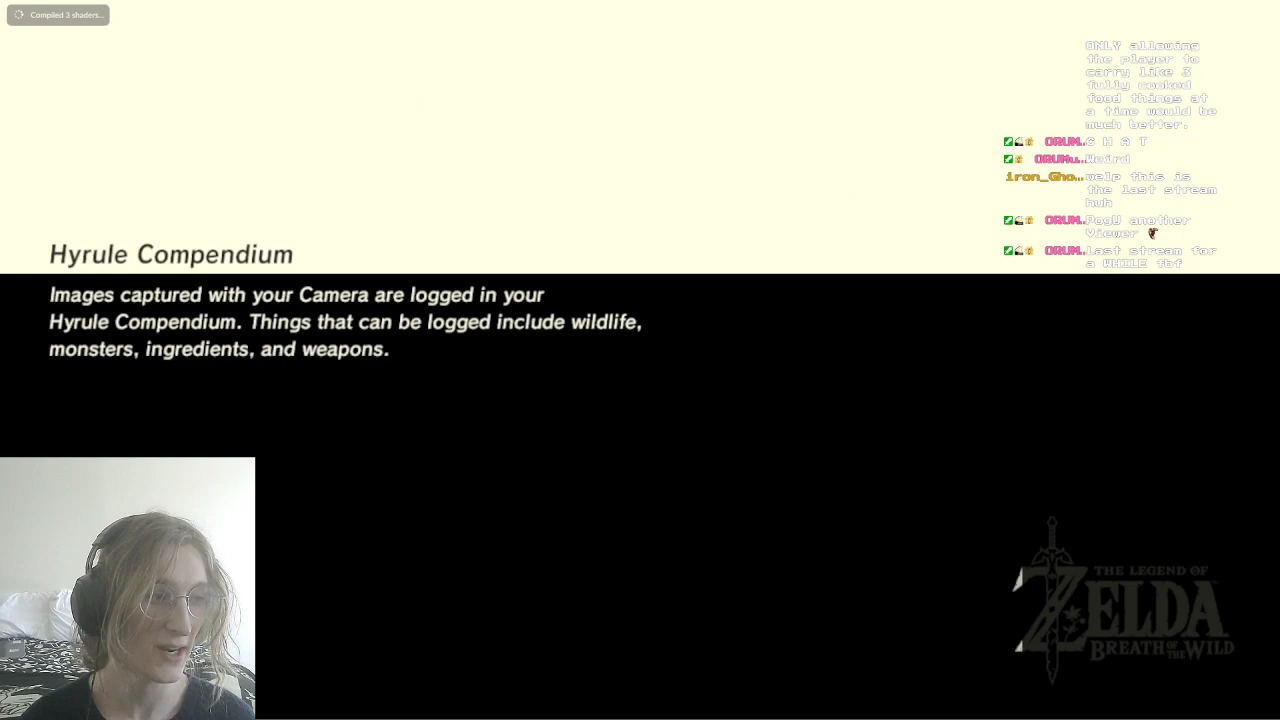 Compiled 3 shaders...
ONLY allowing
the player to
carry like 3
fully cooked
food things at
a time would be
much better.
ORUM.. C H A T
ORUMu.. Weird
iron_Gho... welp this is
the last stream
huh
ORUM.. PogU another
Viewer
ORUM.. Last stream for
a WHILE tbf
Hyrule Compendium
Images captured with your Camera are logged in your
Hyrule Compendium. Things that can be logged include wildlife,
monsters, ingredients, and weapons.
THE LEGEND OF
ZELDA
BREATH OF THE WILD